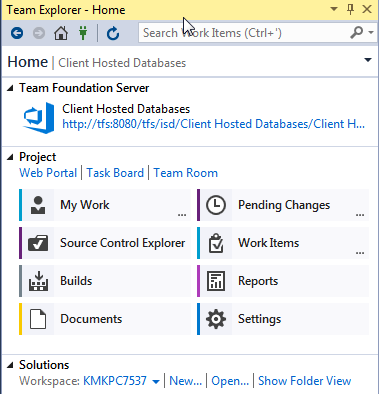 Team Explorer - Home
Search Work Items (Ctrl+')
Home | Client Hosted Databases
Team Foundation Server
Client Hosted Databases
http://tfs:8080/tfs/isd/Client Hosted Databases/Client H...
Project
Web Portal | Task Board | Team Room
My Work ... Pending Changes ...
Source Control Explorer Work Items ...
Builds Reports
Documents Settings
Solutions
Workspace: KMKPC7537 | New... | Open... | Show Folder View